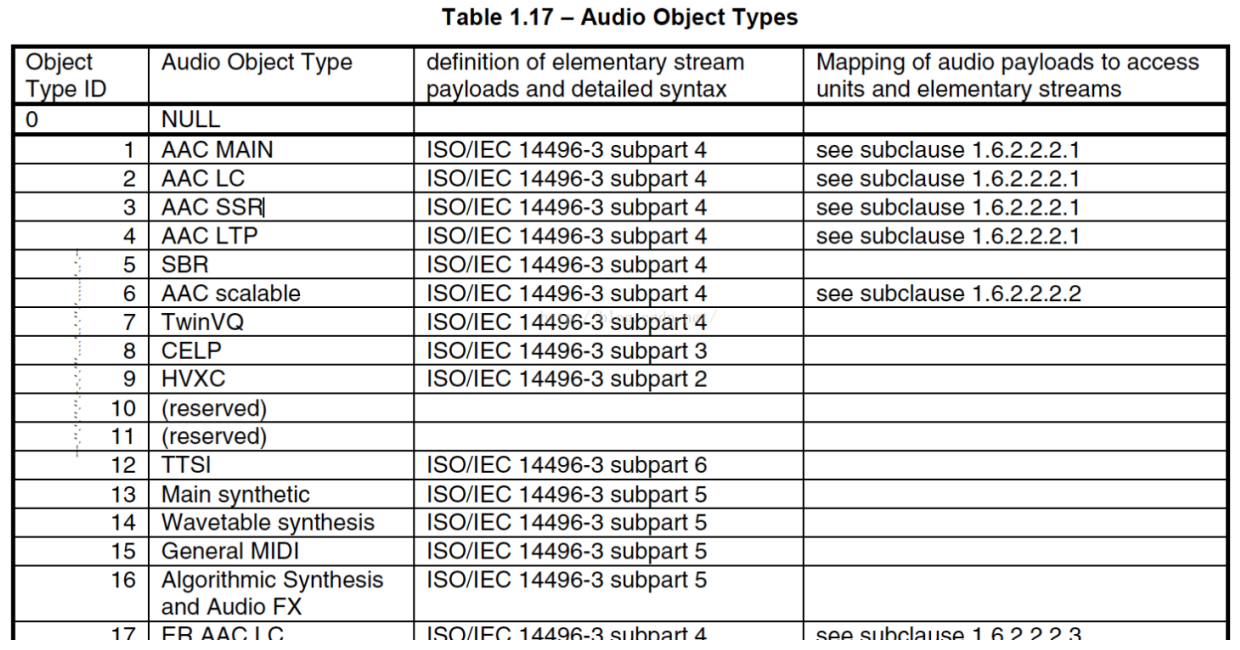 Table 1.17 – Audio Object Types
Object Type ID | Audio Object Type | definition of elementary stream payloads and detailed syntax | Mapping of audio payloads to access units and elementary streams
0 | NULL
1 | AAC MAIN | ISO/IEC 14496-3 subpart 4 | see subclause 1.6.2.2.2.1
2 | AAC LC | ISO/IEC 14496-3 subpart 4 | see subclause 1.6.2.2.2.1
3 | AAC SSR | ISO/IEC 14496-3 subpart 4 | see subclause 1.6.2.2.2.1
4 | AAC LTP | ISO/IEC 14496-3 subpart 4 | see subclause 1.6.2.2.2.1
5 | SBR | ISO/IEC 14496-3 subpart 4
6 | AAC scalable | ISO/IEC 14496-3 subpart 4 | see subclause 1.6.2.2.2.2
7 | TwinVQ | ISO/IEC 14496-3 subpart 4
8 | CELP | ISO/IEC 14496-3 subpart 3
9 | HVXC | ISO/IEC 14496-3 subpart 2
10 | (reserved)
11 | (reserved)
12 | TTSI | ISO/IEC 14496-3 subpart 6
13 | Main synthetic | ISO/IEC 14496-3 subpart 5
14 | Wavetable synthesis | ISO/IEC 14496-3 subpart 5
15 | General MIDI | ISO/IEC 14496-3 subpart 5
16 | Algorithmic Synthesis and Audio FX | ISO/IEC 14496-3 subpart 5
17 | ER AAC LC | ISO/IEC 14496-3 subpart 4 | see subclause 1.6.2.2.2.3